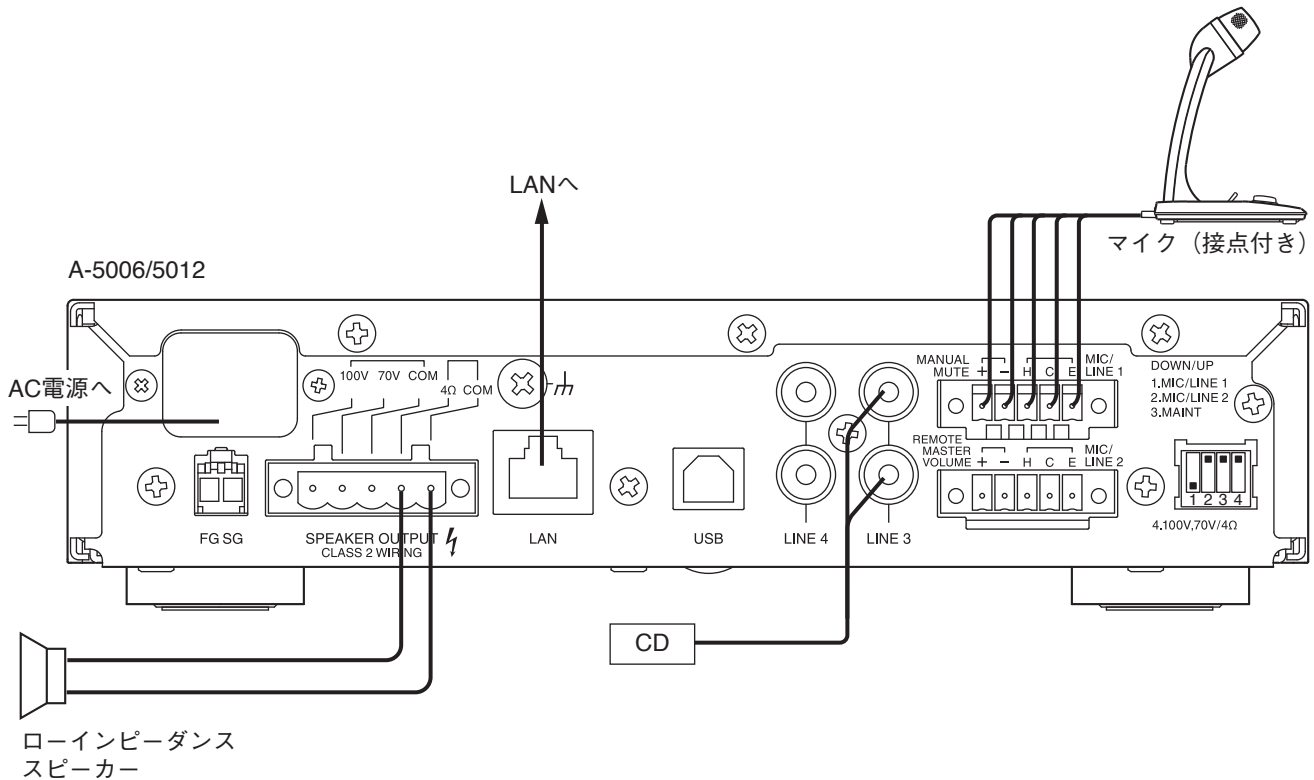 LANへ
マイク（接点付き）
A-5006/5012
AC電源へ
100V 70V COM
4Ω COM
MANUAL
MUTE
+ − H C E
MIC/
LINE 1
DOWN/UP
1.MIC/LINE 1
2.MIC/LINE 2
3.MAINT
REMOTE
MASTER
VOLUME
+ − H C E
MIC/
LINE 2
1 2 3 4
4.100V,70V/4Ω
FG SG
SPEAKER OUTPUT
CLASS 2 WIRING
LAN
USB
LINE 4
LINE 3
CD
ローインピーダンス
スピーカー